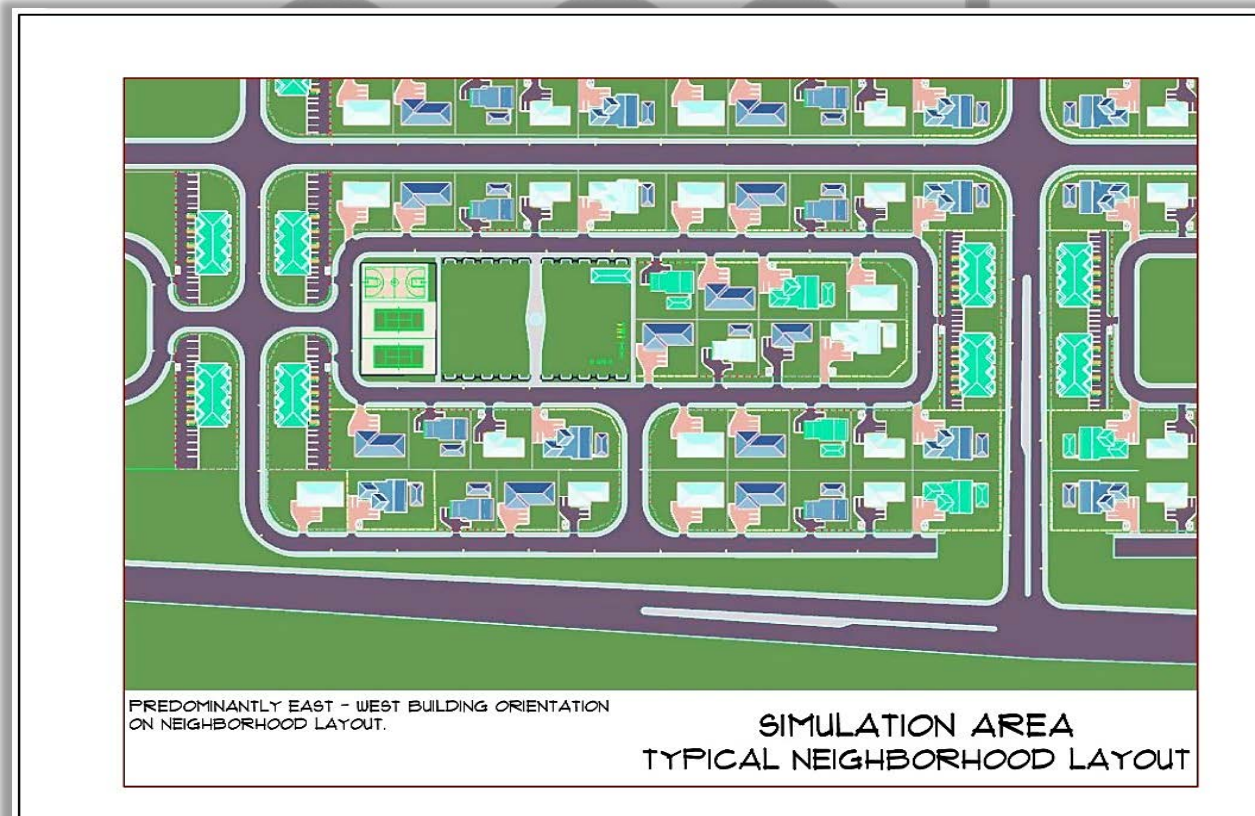 PREDOMINANTLY EAST - WEST BUILDING ORIENTATION
ON NEIGHBORHOOD LAYOUT.
SIMULATION AREA
TYPICAL NEIGHBORHOOD LAYOUT